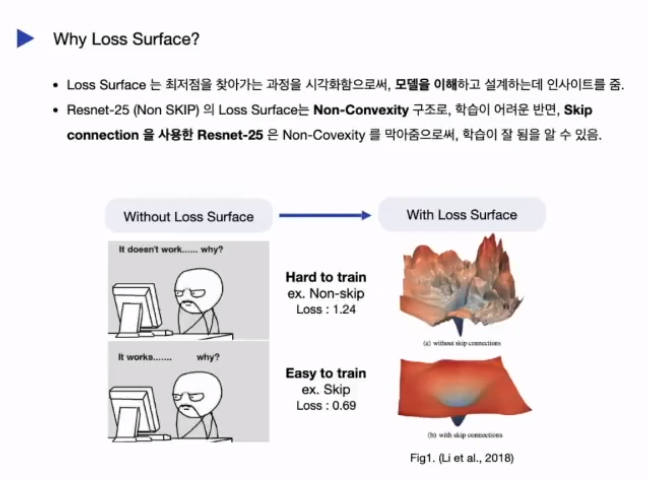 Why Loss Surface?
• Loss Surface 는 최저점을 찾아가는 과정을 시각화함으로써, 모델을 이해하고 설계하는데 인사이트를 줌.
• Resnet-25 (Non SKIP) 의 Loss Surface는 Non-Convexity 구조로, 학습이 어려운 반면, Skip
connection 을 사용한 Resnet-25 은 Non-Covexity 를 막아줌으로써, 학습이 잘 됨을 알 수 있음.
Without Loss Surface
With Loss Surface
It doesn't work...... why?
Hard to train
ex. Non-skip
Loss : 1.24
(a) without skip connections
It works....... why?
Easy to train
ex. Skip
Loss : 0.69
(b) with skip connections
Fig1. (Li et al., 2018)